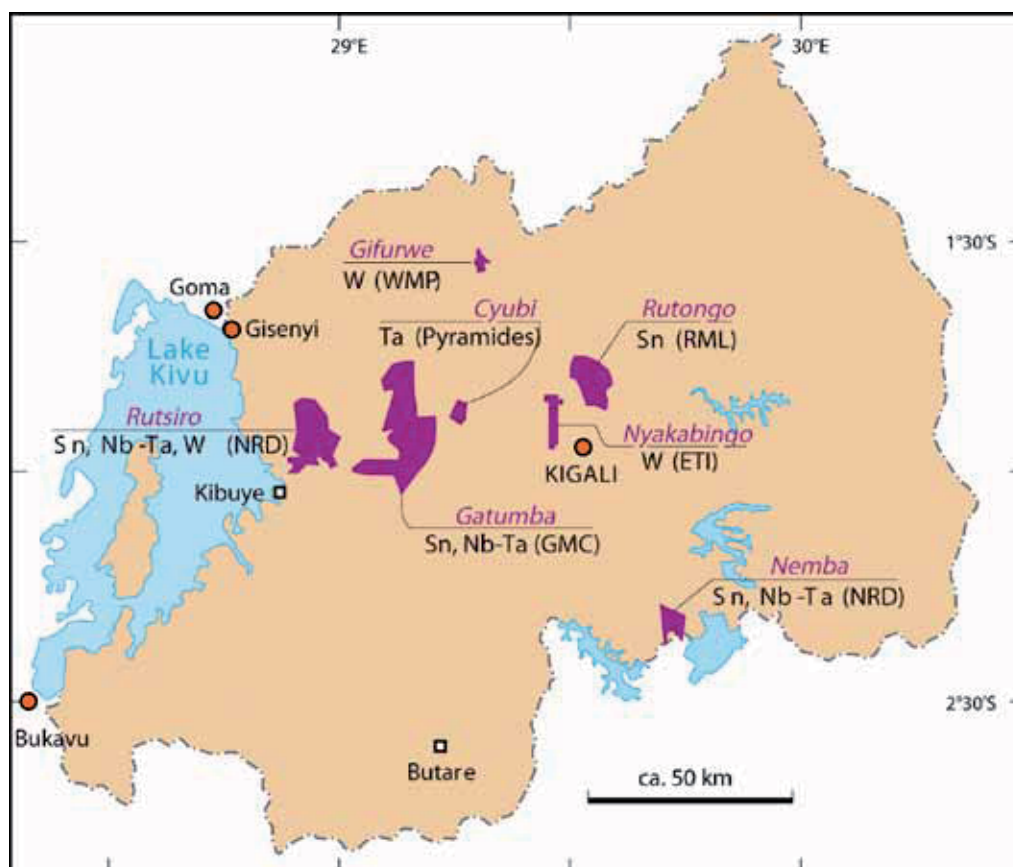 29°E
30°E
Gifurwe
W (WMP)
1°30'S
Goma
Gisenyi
Cyubi
Ta (Pyramides)
Rutongo
Sn (RML)
Lake
Kivu
Rutsiro
Sn, Nb-Ta, W (NRD)
Nyakabingo
W (ETI)
KIGALI
Kibuye
Gatumba
Sn, Nb-Ta (GMC)
Nemba
Sn, Nb-Ta (NRD)
2°30'S
Bukavu
Butare
ca. 50 km